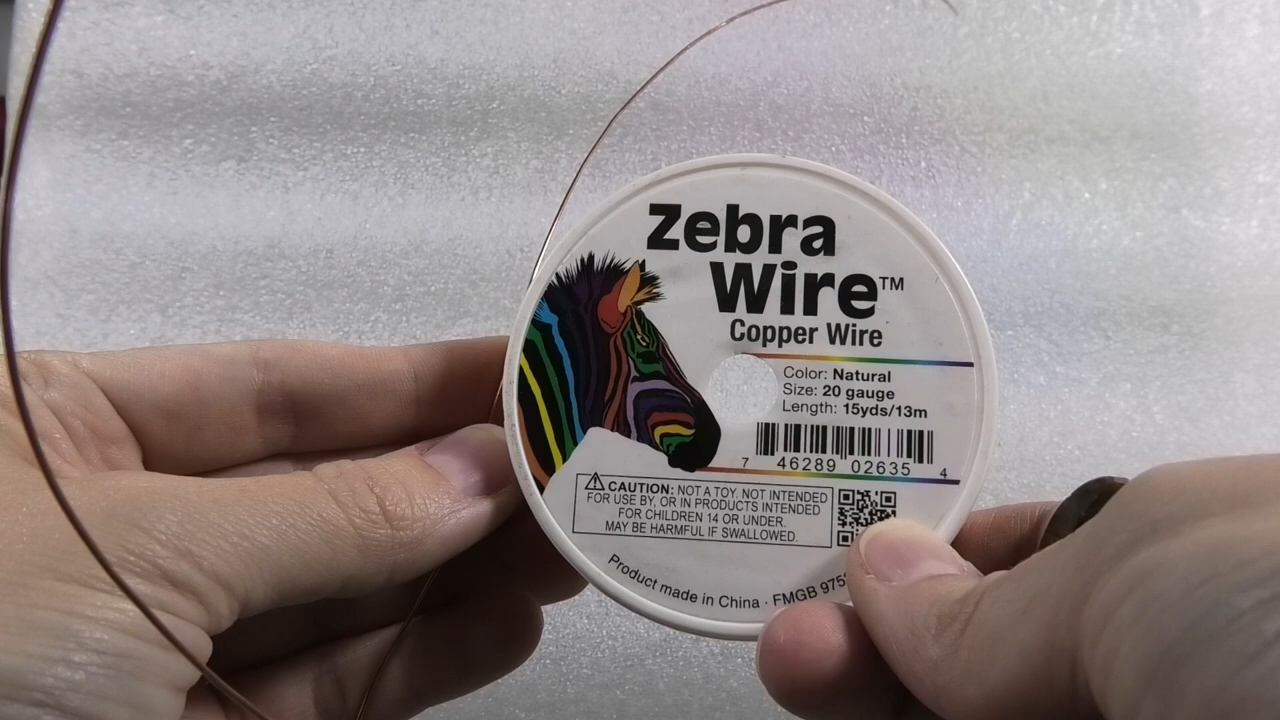 Zebra
Wire™
Copper Wire
Color: Natural
Size: 20 gauge
Length: 15yds/13m
7 46289 02635 4
⚠ CAUTION: NOT A TOY. NOT INTENDED
FOR USE BY, OR IN PRODUCTS INTENDED
FOR CHILDREN 14 OR UNDER.
MAY BE HARMFUL IF SWALLOWED.
Product made in China · FMGB